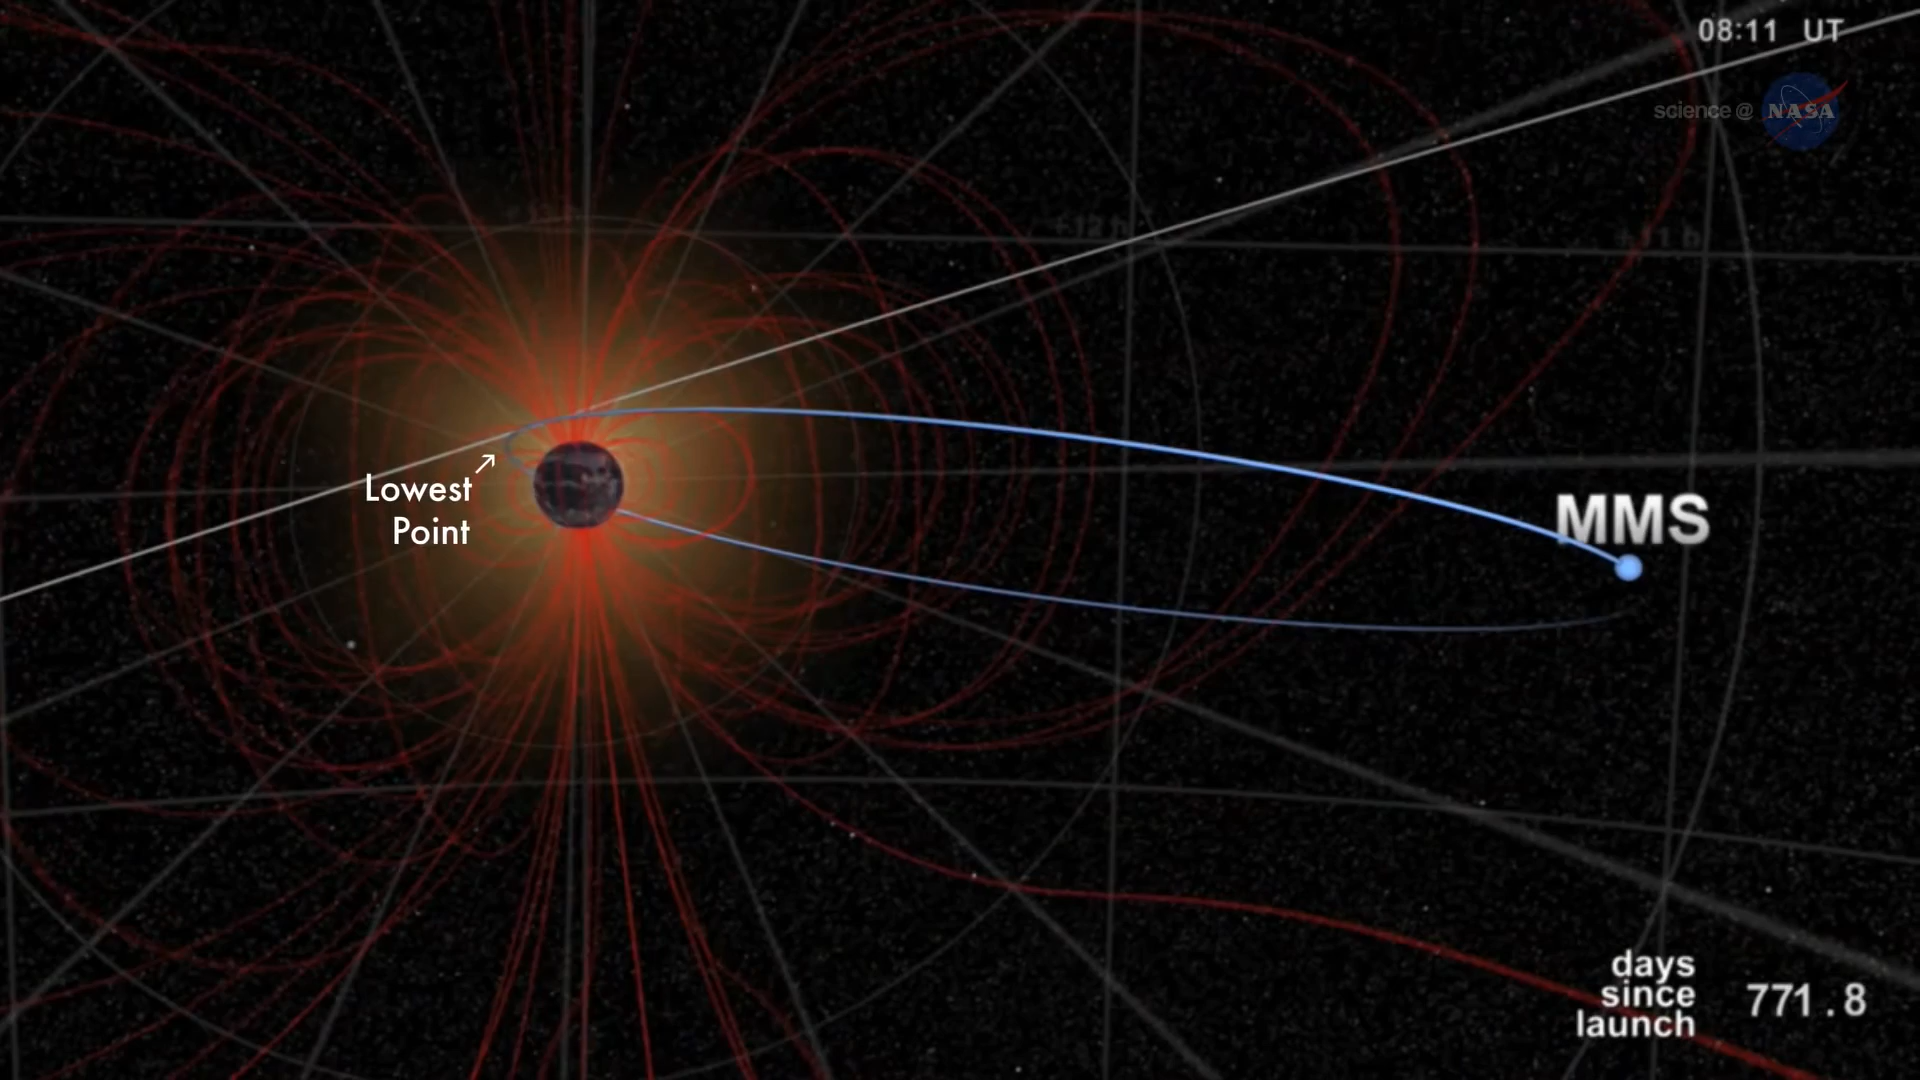 08:11 UT
science @ NASA
Lowest
Point
MMS
days
since
launch
771.8